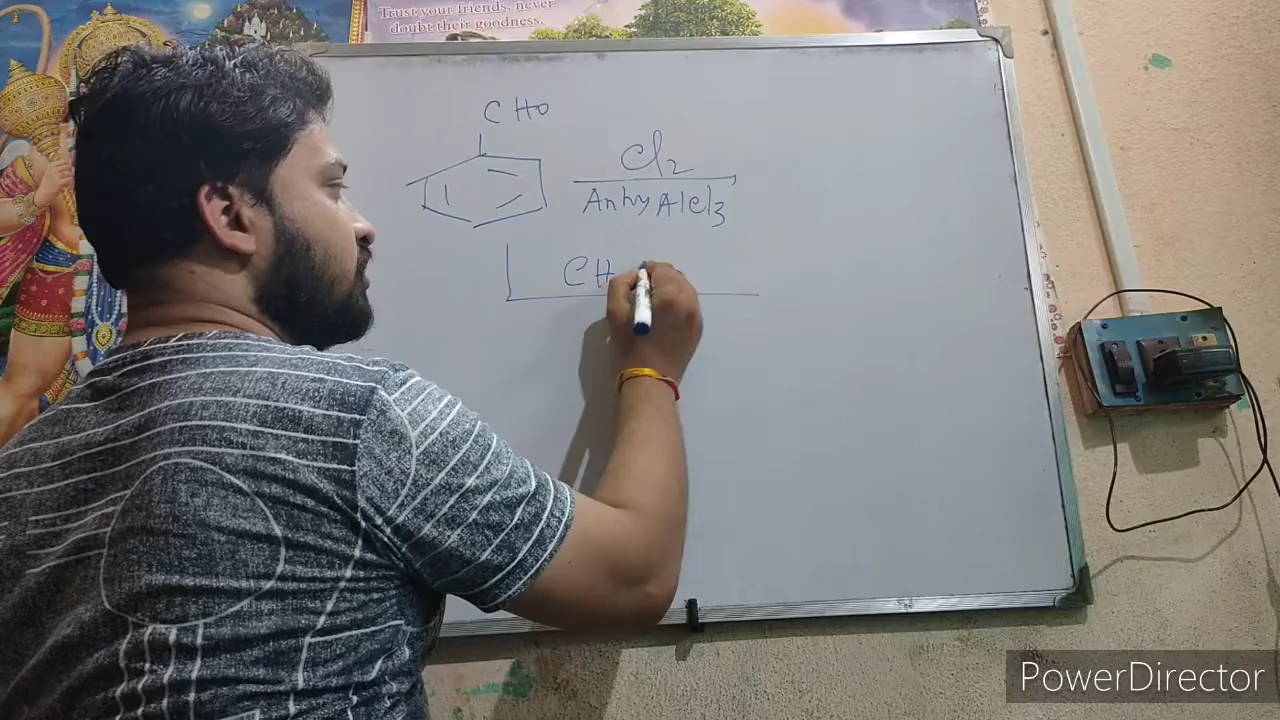 Trust your friends, never
doubt their goodness.
CHO
Cl2
Anhy AlCl3
CH
PowerDirector